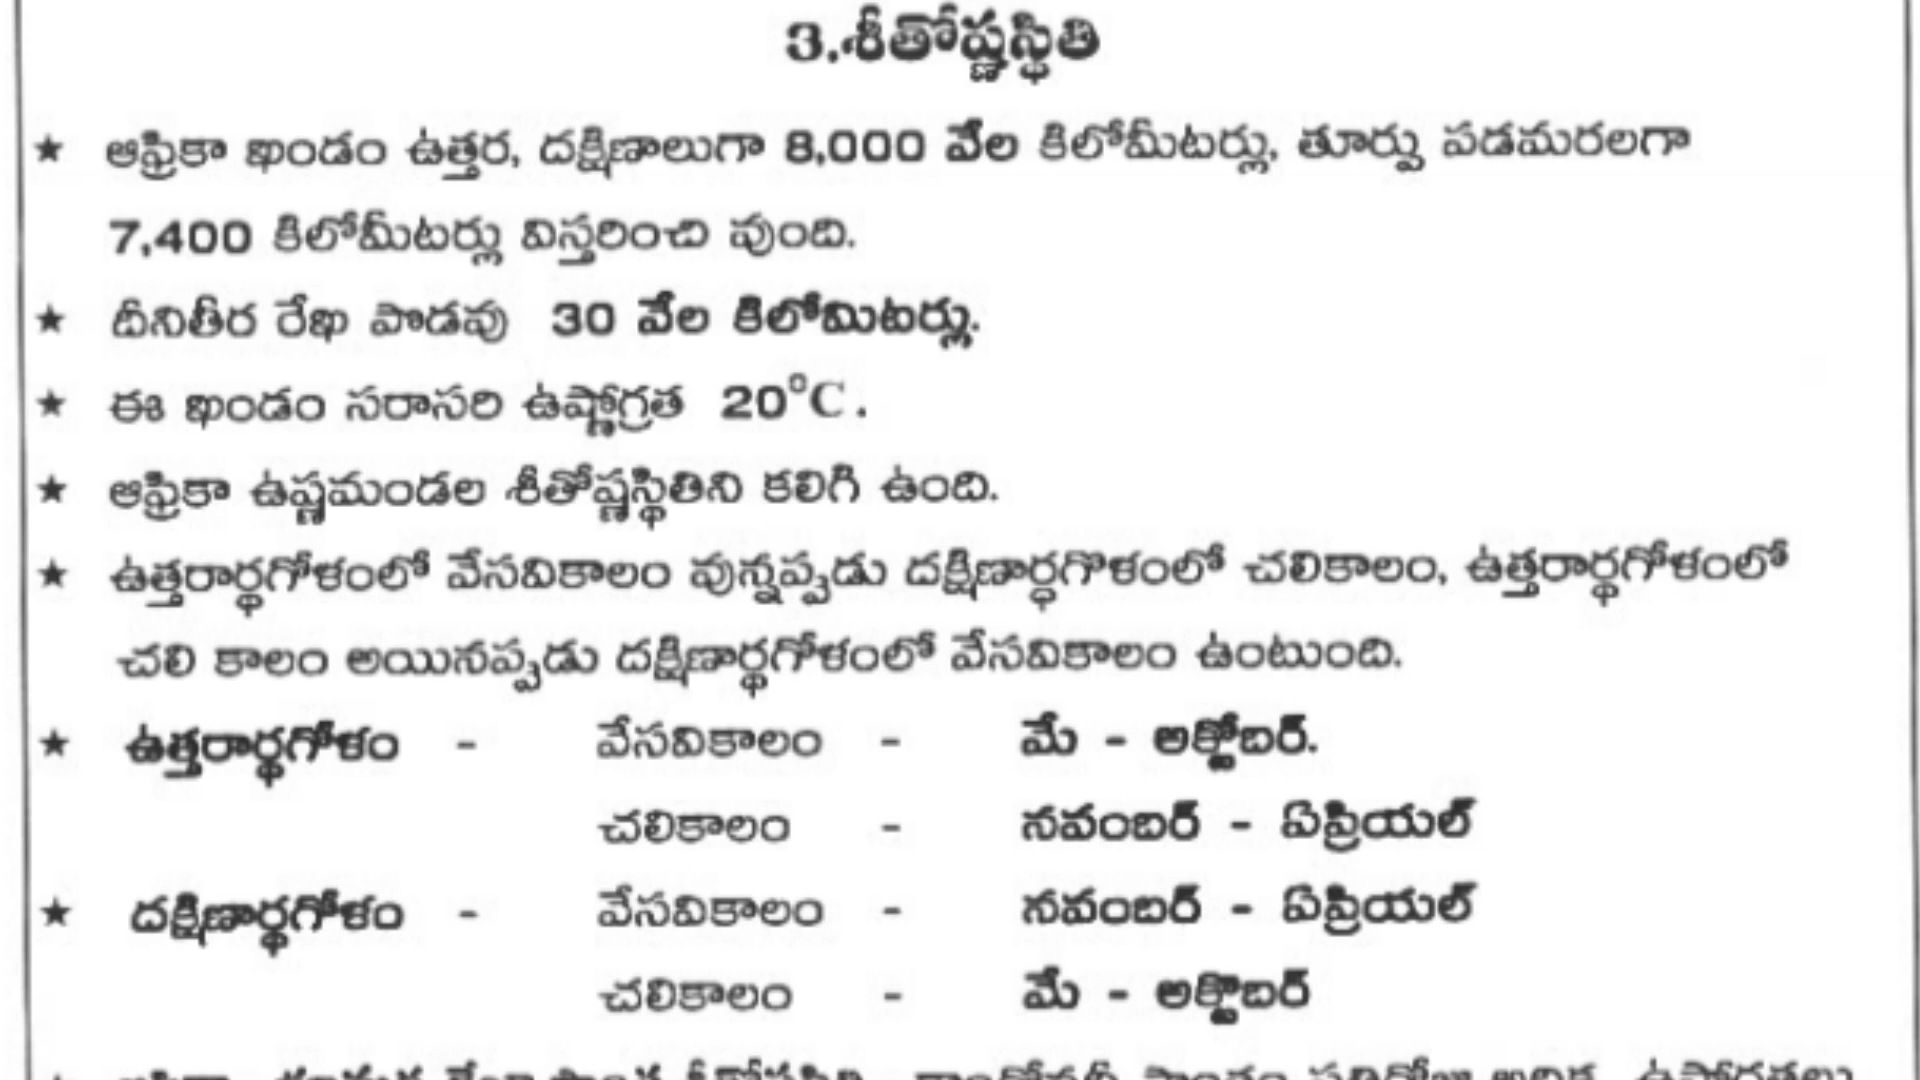 3.శీతోష్ణస్థితి
★ ఆఫ్రికా ఖండం ఉత్తర, దక్షిణాలుగా 8,000 వేల కిలోమీటర్లు, తూర్పు పడమరలగా
7,400 కిలోమీటర్లు విస్తరించి వుంది.
★ దీనితీర రేఖ పొడవు 30 వేల కిలోమిటర్లు.
★ ఈ ఖండం సరాసరి ఉష్ణోగ్రత 20°C.
★ ఆఫ్రికా ఉష్ణమండల శీతోష్ణస్థితిని కలిగి ఉంది.
★ ఉత్తరార్థగోళంలో వేసవికాలం వున్నప్పడు దక్షిణార్ధగొళంలో చలికాలం, ఉత్తరార్థగోళంలో
చలి కాలం అయినప్పడు దక్షిణార్థగోళంలో వేసవికాలం ఉంటుంది.
★ ఉత్తరార్థగోళం - వేసవికాలం - మే - అక్టోబర్.
చలికాలం - నవంబర్ - ఏప్రియల్
★ దక్షిణార్థగోళం - వేసవికాలం - నవంబర్ - ఏప్రియల్
చలికాలం - మే - అక్టొబర్